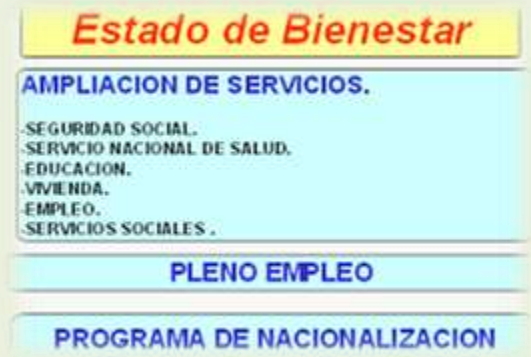 Estado de Bienestar
AMPLIACION DE SERVICIOS.
-SEGURIDAD SOCIAL.
-SERVICIO NACIONAL DE SALUD.
-EDUCACION.
-VIVIENDA.
-EMPLEO.
-SERVICIOS SOCIALES .
PLENO EMPLEO
PROGRAMA DE NACIONALIZACION